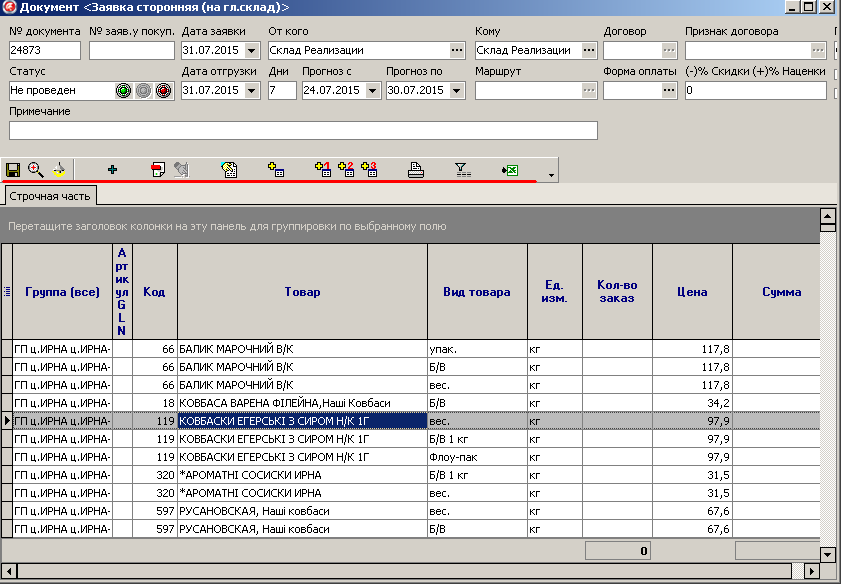 Документ <Заявка сторонняя (на гл.склад)>
№ документа № заяв.у покуп. Дата заявки От кого Кому Договор Признак договора
24873 31.07.2015 Склад Реализации Склад Реализации
Статус Дата отгрузки Дни Прогноз с Прогноз по Маршрут Форма оплаты (-)% Скидки (+)% Наценки
Не проведен 31.07.2015 7 24.07.2015 30.07.2015 0
Примечание
1 2 3
Строчная часть
Перетащите заголовок колонки на эту панель для группировки по выбранному полю
Группа (все) Артикул GLN Код Товар Вид товара Ед. изм. Кол-во заказ Цена Сумма
ГП ц.ИРНА ц.ИРНА- 66 БАЛИК МАРОЧНИЙ В/К упак. кг 117,8
ГП ц.ИРНА ц.ИРНА- 66 БАЛИК МАРОЧНИЙ В/К Б/В кг 117,8
ГП ц.ИРНА ц.ИРНА- 66 БАЛИК МАРОЧНИЙ В/К вес. кг 117,8
ГП ц.ИРНА ц.ИРНА- 18 КОВБАСА ВАРЕНА ФІЛЕЙНА,Наші Ковбаси Б/В кг 34,2
ГП ц.ИРНА ц.ИРНА- 119 КОВБАСКИ ЕГЕРСЬКІ З СИРОМ Н/К 1Г вес. кг 97,9
ГП ц.ИРНА ц.ИРНА- 119 КОВБАСКИ ЕГЕРСЬКІ З СИРОМ Н/К 1Г Б/В 1 кг кг 97,9
ГП ц.ИРНА ц.ИРНА- 119 КОВБАСКИ ЕГЕРСЬКІ З СИРОМ Н/К 1Г Флоу-пак кг 97,9
ГП ц.ИРНА ц.ИРНА- 320 *АРОМАТНІ СОСИСКИ ИРНА Б/В 1 кг кг 31,5
ГП ц.ИРНА ц.ИРНА- 320 *АРОМАТНІ СОСИСКИ ИРНА вес. кг 31,5
ГП ц.ИРНА ц.ИРНА- 597 РУСАНОВСКАЯ, Наші ковбаси вес. кг 67,6
ГП ц.ИРНА ц.ИРНА- 597 РУСАНОВСКАЯ, Наші ковбаси Б/В кг 67,6
0